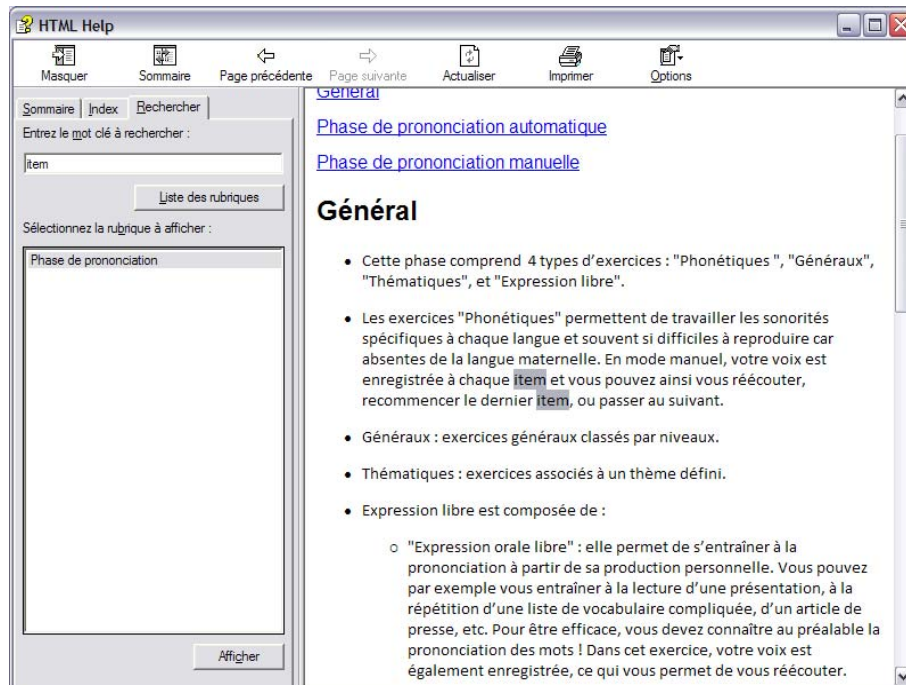 HTML Help
Masquer Sommaire Page précédente Page suivante Actualiser Imprimer Options
Sommaire Index Rechercher
Entrez le mot clé à rechercher :
item
Liste des rubriques
Sélectionnez la rubrique à afficher :
Phase de prononciation
Afficher
Général
Phase de prononciation automatique
Phase de prononciation manuelle
Général
• Cette phase comprend 4 types d’exercices : "Phonétiques ", "Généraux",
"Thématiques", et "Expression libre".
• Les exercices "Phonétiques" permettent de travailler les sonorités
spécifiques à chaque langue et souvent si difficiles à reproduire car
absentes de la langue maternelle. En mode manuel, votre voix est
enregistrée à chaque item et vous pouvez ainsi vous réécouter,
recommencer le dernier item, ou passer au suivant.
• Généraux : exercices généraux classés par niveaux.
• Thématiques : exercices associés à un thème défini.
• Expression libre est composée de :
o "Expression orale libre" : elle permet de s’entraîner à la
prononciation à partir de sa production personnelle. Vous pouvez
par exemple vous entraîner à la lecture d’une présentation, à la
répétition d’une liste de vocabulaire compliquée, d’un article de
presse, etc. Pour être efficace, vous devez connaître au préalable la
prononciation des mots ! Dans cet exercice, votre voix est
également enregistrée, ce qui vous permet de vous réécouter.